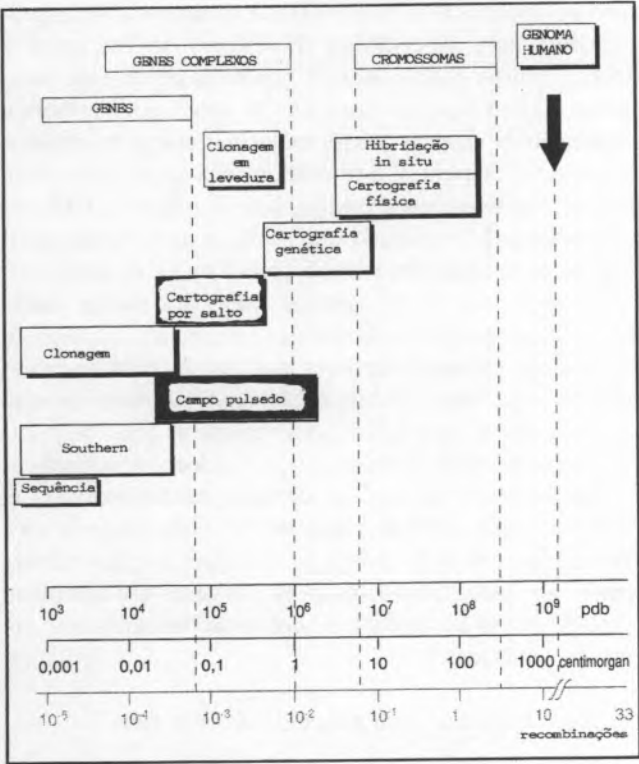 GENOMA
HUMANO
GENES COMPLEXOS
CROMOSSOMAS
GENES
Clonagem
em
levedura
Hibridação
in situ
Cartografia
física
Cartografia
genética
Cartografia
por salto
Clonagem
Campo pulsado
Southern
Sequência
10³ 10⁴ 10⁵ 10⁶ 10⁷ 10⁸ 10⁹ pdb
0,001 0,01 0,1 1 10 100 1000 centimorgan
10⁻⁵ 10⁻⁴ 10⁻³ 10⁻² 10⁻¹ 1 10 33
recombinações